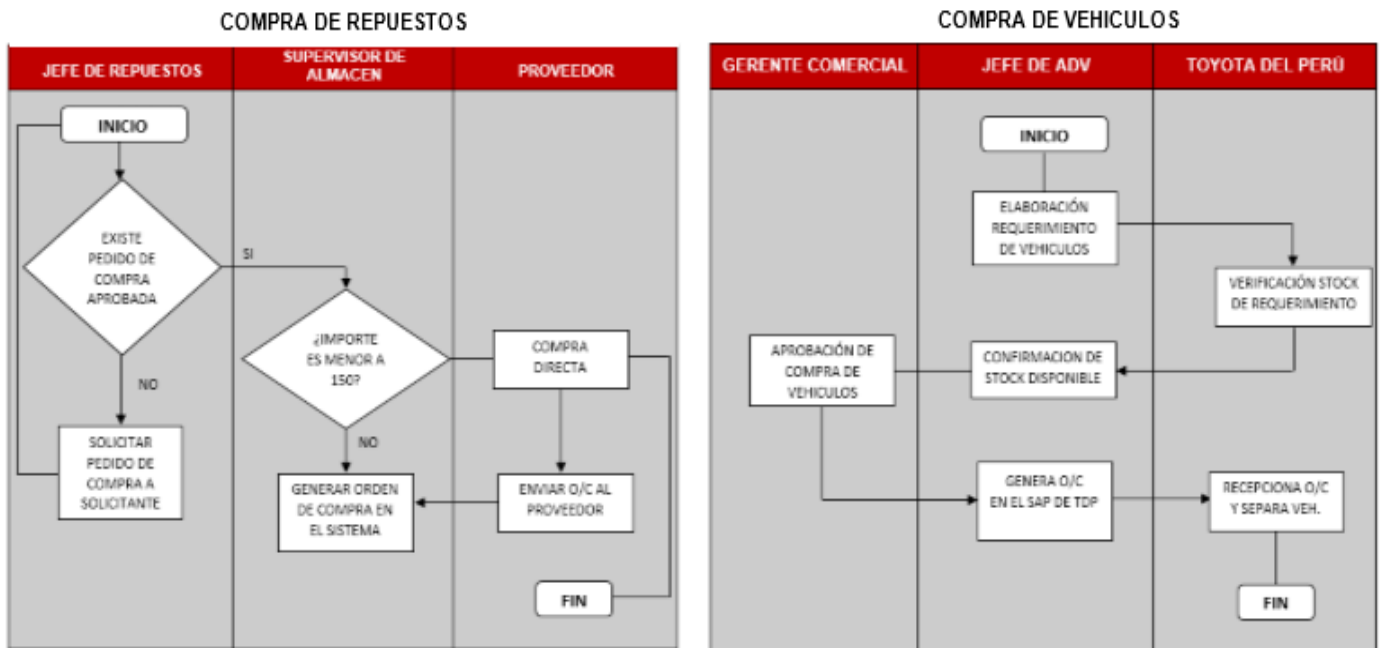 COMPRA DE REPUESTOS
JEFE DE REPUESTOS
SUPERVISOR DE
ALMACEN
PROVEEDOR
INICIO
EXISTE
PEDIDO DE
COMPRA
APROBADA
SI
NO
SOLICITAR
PEDIDO DE
COMPRA A
SOLICITANTE
¿IMPORTE
ES MENOR A
150?
NO
GENERAR ORDEN
DE COMPRA EN
EL SISTEMA
COMPRA
DIRECTA
ENVIAR O/C AL
PROVEEDOR
FIN
COMPRA DE VEHICULOS
GERENTE COMERCIAL
JEFE DE ADV
TOYOTA DEL PERÚ
INICIO
ELABORACIÓN
REQUERIMIENTO
DE VEHICULOS
VERIFICACIÓN STOCK
DE REQUERIMIENTO
CONFIRMACION DE
STOCK DISPONIBLE
APROBACIÓN DE
COMPRA DE
VEHICULOS
GENERA O/C
EN EL SAP DE TDP
RECEPCIONA O/C
Y SEPARA VEH.
FIN